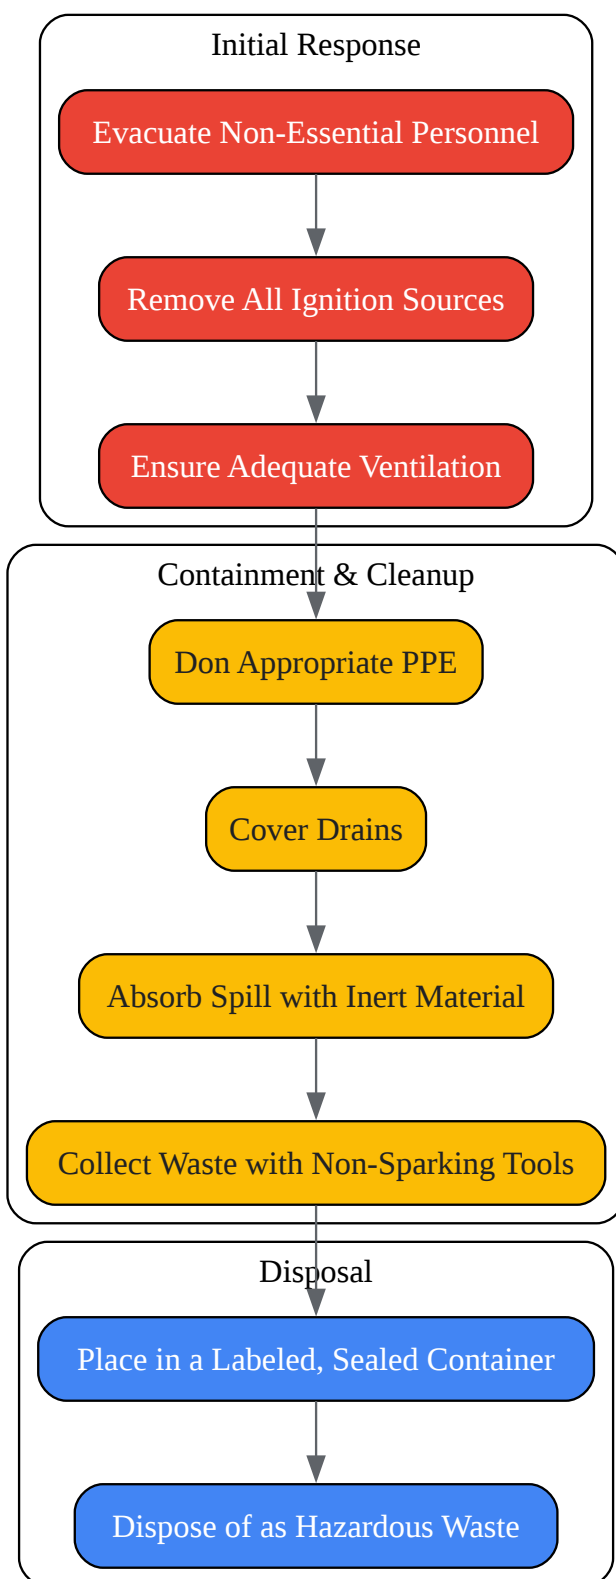 Initial Response
Evacuate Non-Essential Personnel
Remove All Ignition Sources
Ensure Adequate Ventilation
Containment & Cleanup
Don Appropriate PPE
Cover Drains
Absorb Spill with Inert Material
Collect Waste with Non-Sparking Tools
Disposal
Place in a Labeled, Sealed Container
Dispose of as Hazardous Waste